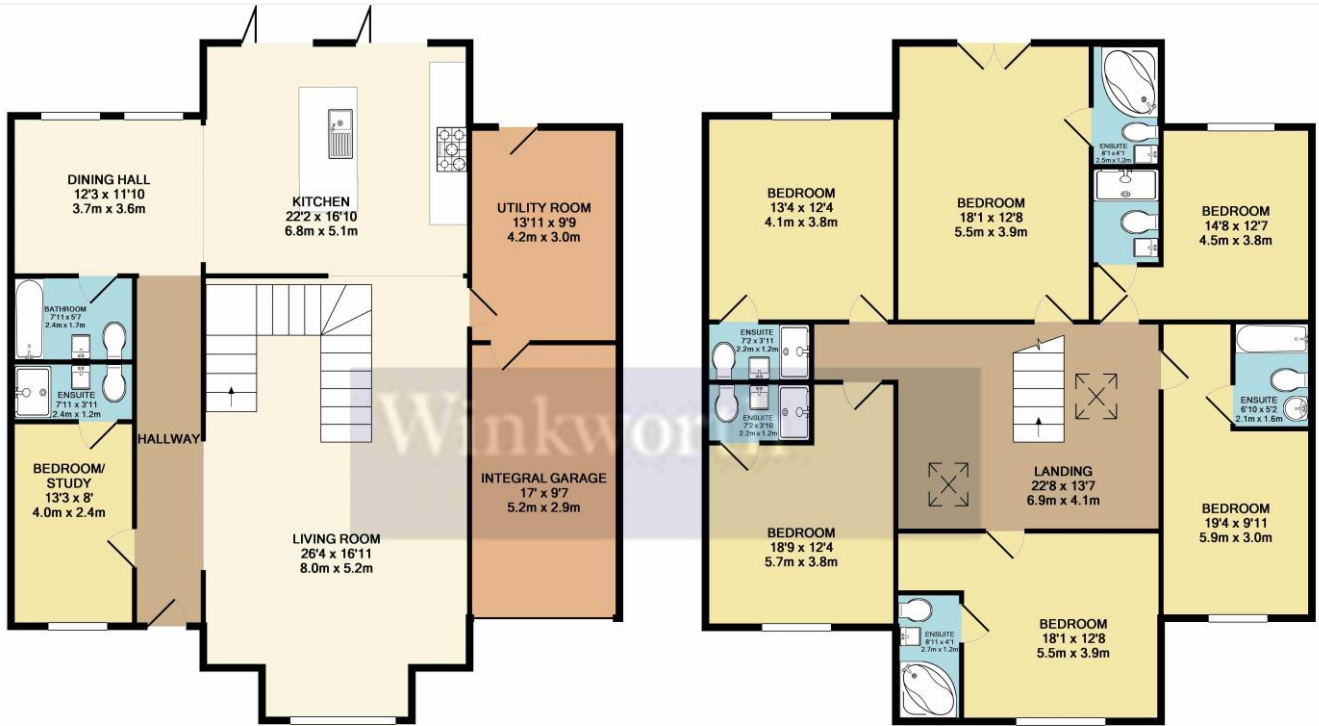 DINING HALL
12'3 x 11'10
3.7m x 3.6m
KITCHEN
22'2 x 16'10
6.8m x 5.1m
UTILITY ROOM
13'11 x 9'9
4.2m x 3.0m
BATHROOM
7'11 x 5'7
2.4m x 1.7m
ENSUITE
7'11 x 3'11
2.4m x 1.2m
HALLWAY
BEDROOM/
STUDY
13'3 x 8'
4.0m x 2.4m
LIVING ROOM
26'4 x 16'11
8.0m x 5.2m
INTEGRAL GARAGE
17' x 9'7
5.2m x 2.9m
Winkworth
BEDROOM
13'4 x 12'4
4.1m x 3.8m
BEDROOM
18'1 x 12'8
5.5m x 3.9m
ENSUITE
8'1 x 4'1
2.5m x 1.2m
BEDROOM
14'8 x 12'7
4.5m x 3.8m
ENSUITE
7'2 x 3'11
2.2m x 1.2m
ENSUITE
7'2 x 3'10
2.2m x 1.2m
ENSUITE
6'10 x 5'2
2.1m x 1.6m
LANDING
22'8 x 13'7
6.9m x 4.1m
BEDROOM
18'9 x 12'4
5.7m x 3.8m
BEDROOM
19'4 x 9'11
5.9m x 3.0m
ENSUITE
8'11 x 4'1
2.7m x 1.2m
BEDROOM
18'1 x 12'8
5.5m x 3.9m